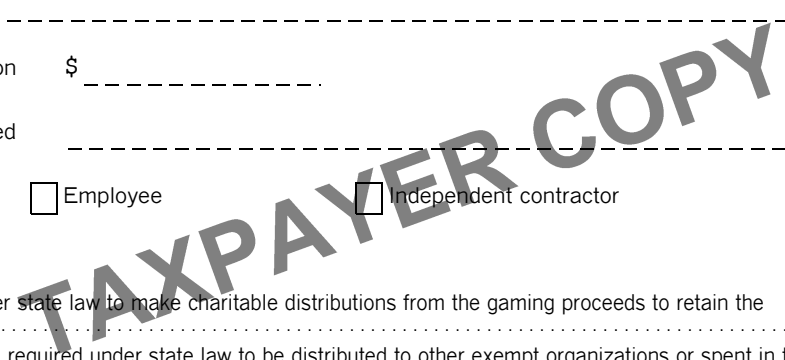 on $
ed
Employee Independent contractor
TAXPAYER COPY
er state law to make charitable distributions from the gaming proceeds to retain the
required under state law to be distributed to other exempt organizations or spent in t